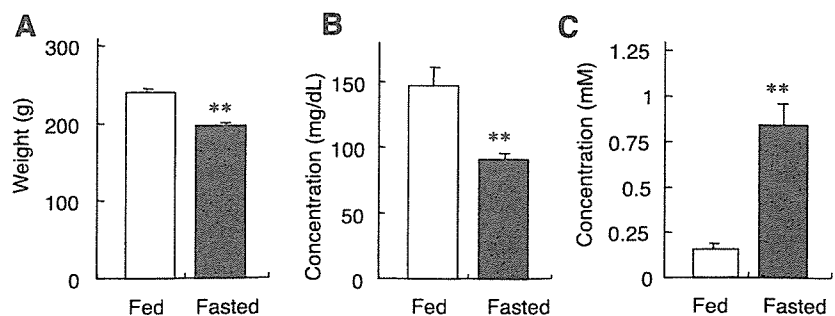 A
Weight (g)
300
200
100
0
**
Fed Fasted
B
Concentration (mg/dL)
150
100
50
0
**
Fed Fasted
C
Concentration (mM)
1.25
1
0.75
0.5
0.25
0
**
Fed Fasted